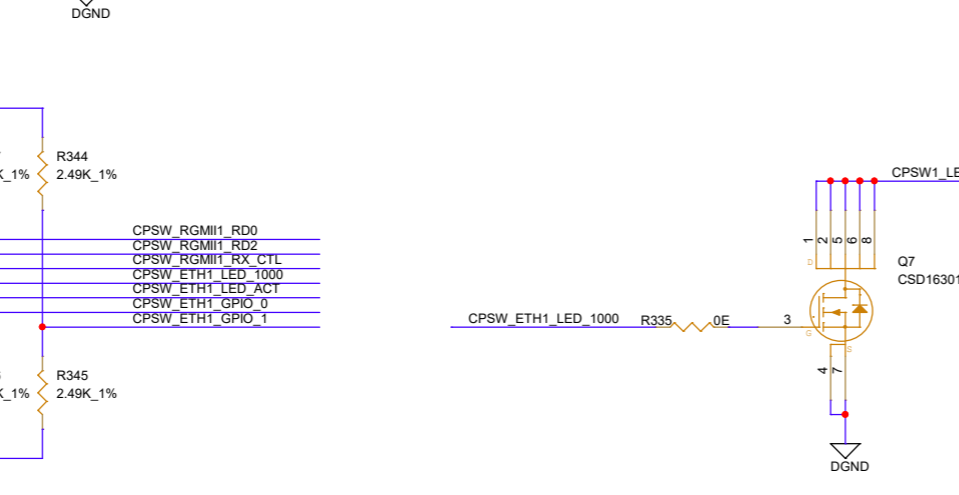 DGND
R344
K_1% 2.49K_1%
CPSW_RGMII1_RD0
CPSW_RGMII1_RD2
CPSW_RGMII1_RX_CTL
CPSW_ETH1_LED_1000
CPSW_ETH1_LED_ACT
CPSW_ETH1_GPIO_0
CPSW_ETH1_GPIO_1
R345
K_1% 2.49K_1%
CPSW_ETH1_LED_1000 R335 0E 3
CPSW1_LE
1 2 5 6 8
D
Q7
CSD16301
G
S
4 7
DGND